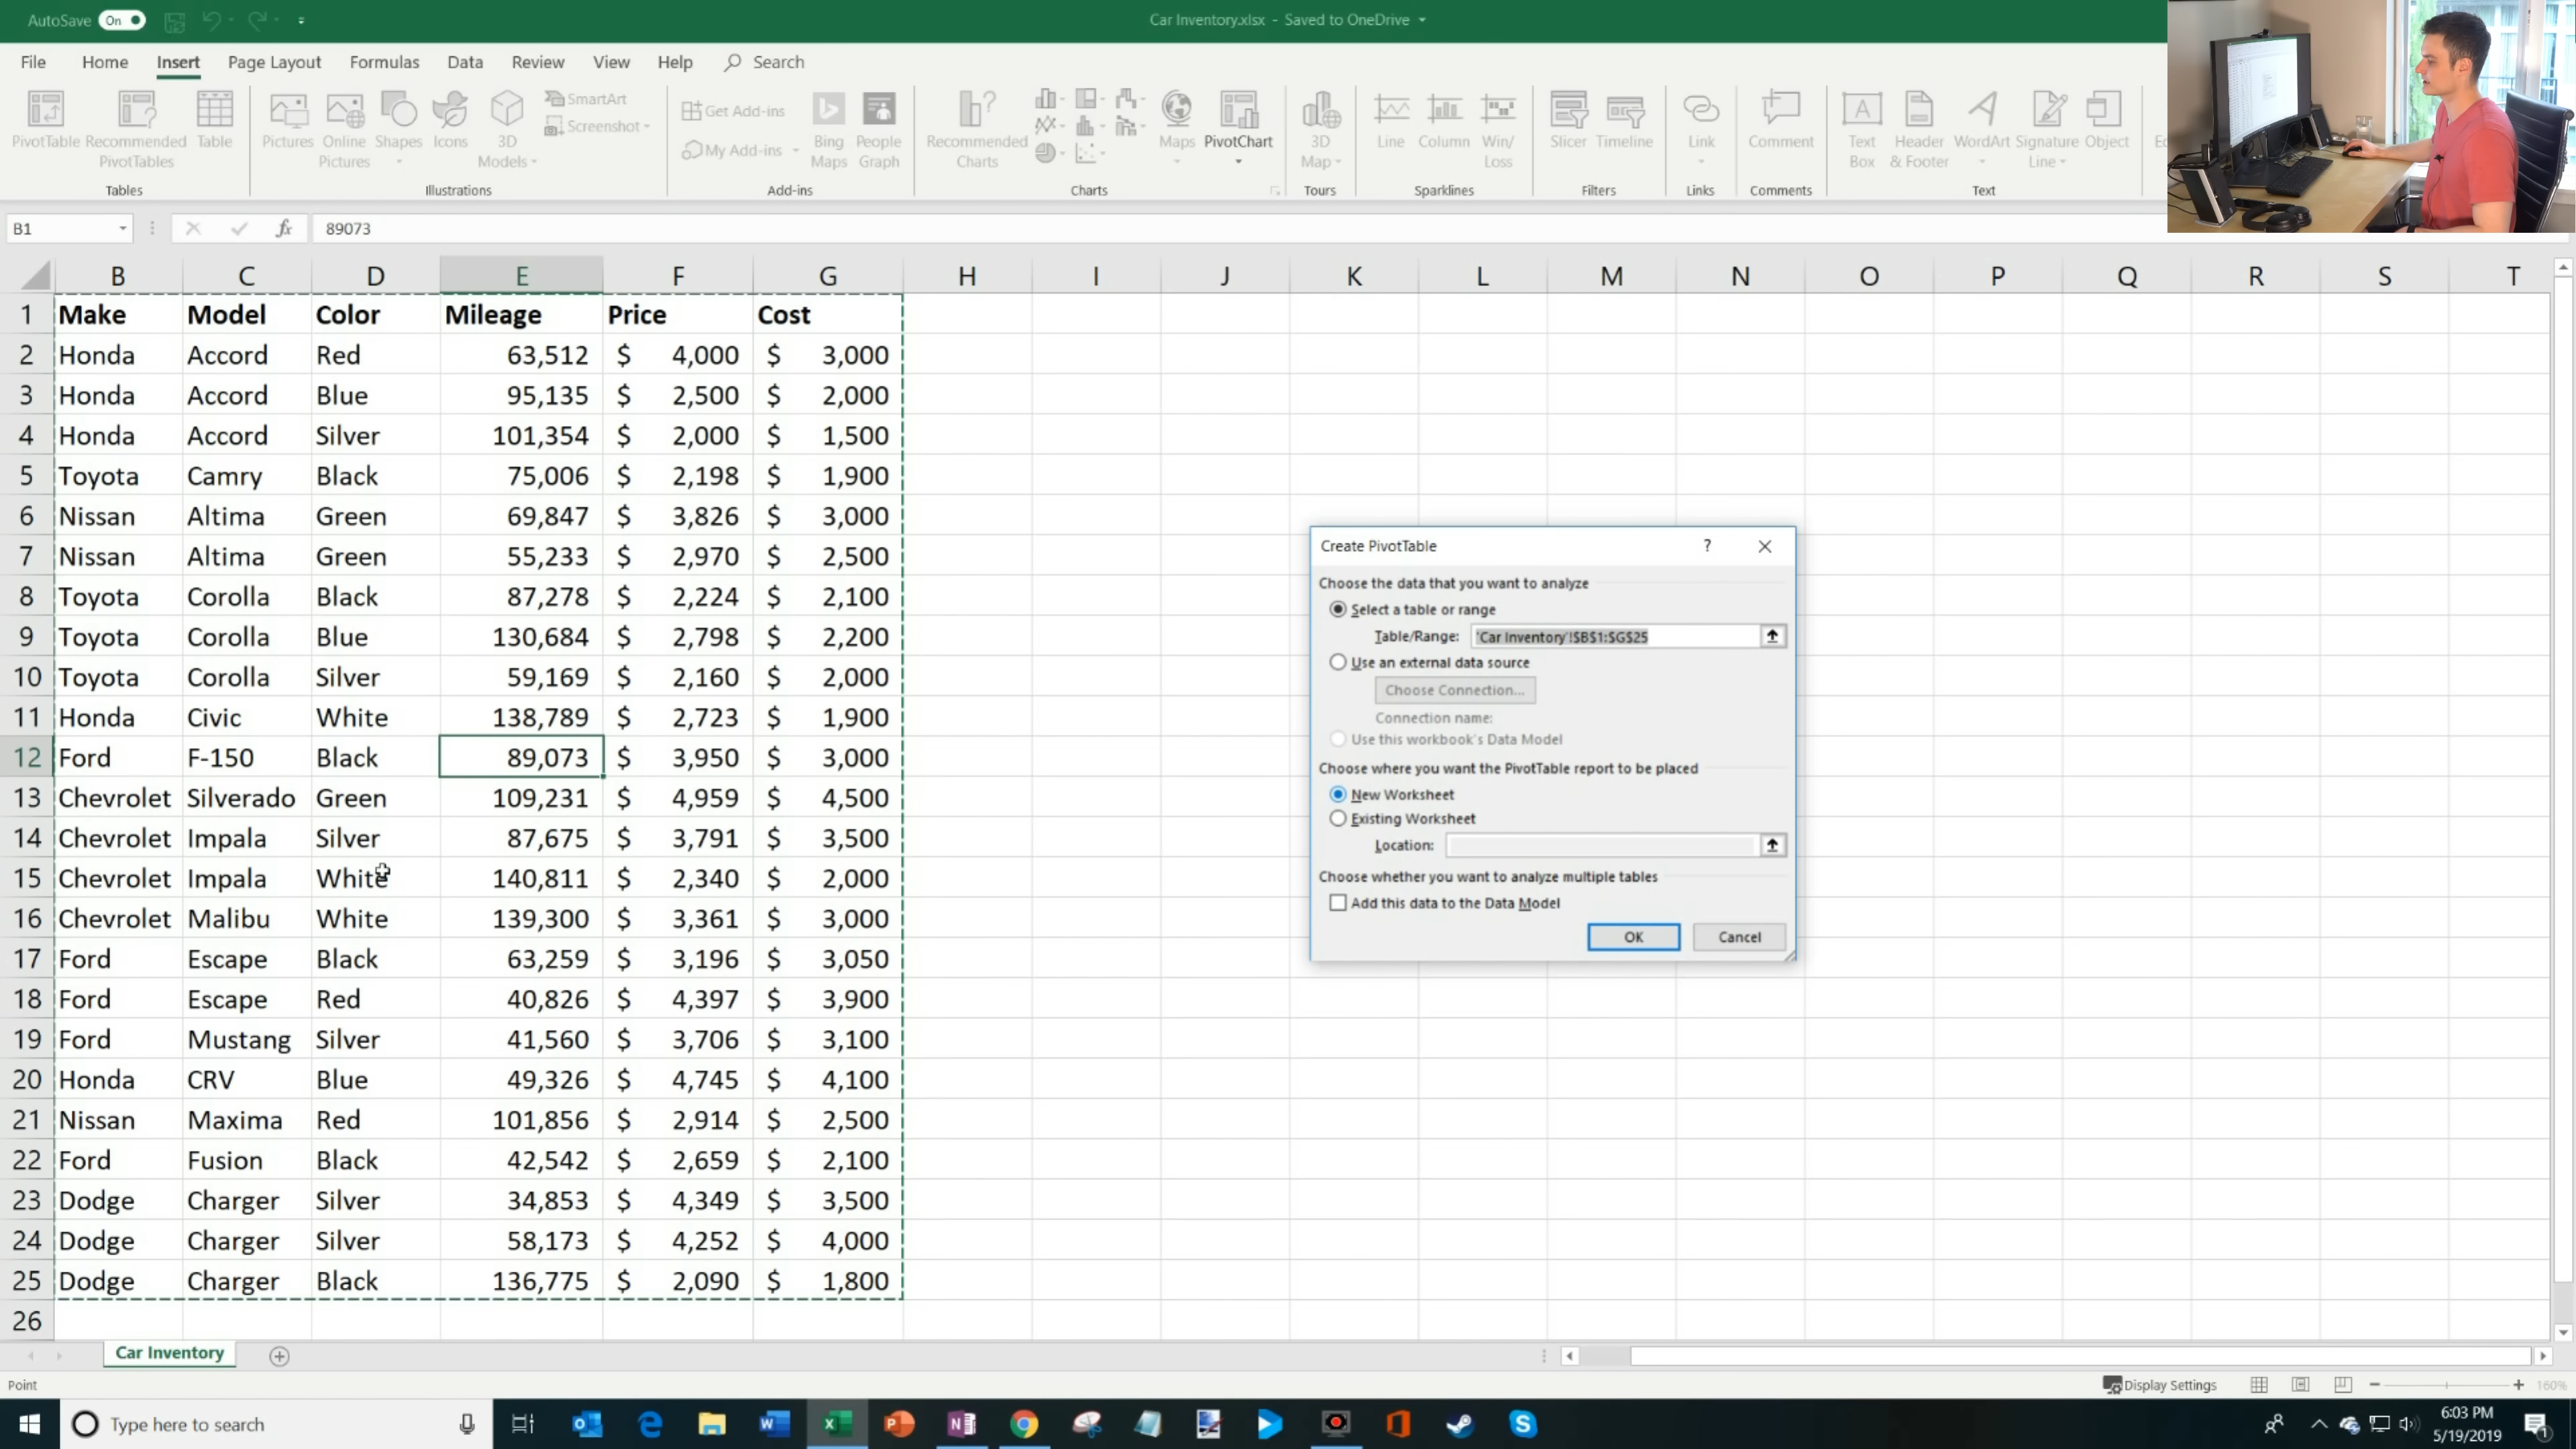 AutoSave On
Car Inventory.xlsx - Saved to OneDrive
File Home Insert Page Layout Formulas Data Review View Help Search
PivotTable Recommended PivotTables Table
Tables
Pictures Online Pictures Shapes Icons 3D Models SmartArt Screenshot
Illustrations
Get Add-ins My Add-ins Bing Maps People Graph
Add-ins
Recommended Charts Maps PivotChart
Charts
3D Map
Tours
Line Column Win/Loss
Sparklines
Slicer Timeline
Filters
Link
Links
Comment
Comments
Text Box Header & Footer WordArt Signature Line Object
Text
B1 fx 89073
B C D E F G H I J K L M N O P Q R S T
1 Make Model Color Mileage Price Cost
2 Honda Accord Red 63,512 $ 4,000 $ 3,000
3 Honda Accord Blue 95,135 $ 2,500 $ 2,000
4 Honda Accord Silver 101,354 $ 2,000 $ 1,500
5 Toyota Camry Black 75,006 $ 2,198 $ 1,900
6 Nissan Altima Green 69,847 $ 3,826 $ 3,000
7 Nissan Altima Green 55,233 $ 2,970 $ 2,500
8 Toyota Corolla Black 87,278 $ 2,224 $ 2,100
9 Toyota Corolla Blue 130,684 $ 2,798 $ 2,200
10 Toyota Corolla Silver 59,169 $ 2,160 $ 2,000
11 Honda Civic White 138,789 $ 2,723 $ 1,900
12 Ford F-150 Black 89,073 $ 3,950 $ 3,000
13 Chevrolet Silverado Green 109,231 $ 4,959 $ 4,500
14 Chevrolet Impala Silver 87,675 $ 3,791 $ 3,500
15 Chevrolet Impala White 140,811 $ 2,340 $ 2,000
16 Chevrolet Malibu White 139,300 $ 3,361 $ 3,000
17 Ford Escape Black 63,259 $ 3,196 $ 3,050
18 Ford Escape Red 40,826 $ 4,397 $ 3,900
19 Ford Mustang Silver 41,560 $ 3,706 $ 3,100
20 Honda CRV Blue 49,326 $ 4,745 $ 4,100
21 Nissan Maxima Red 101,856 $ 2,914 $ 2,500
22 Ford Fusion Black 42,542 $ 2,659 $ 2,100
23 Dodge Charger Silver 34,853 $ 4,349 $ 3,500
24 Dodge Charger Silver 58,173 $ 4,252 $ 4,000
25 Dodge Charger Black 136,775 $ 2,090 $ 1,800
26
Create PivotTable ?
Choose the data that you want to analyze
Select a table or range
Table/Range: 'Car Inventory'!$B$1:$G$25
Use an external data source
Choose Connection...
Connection name:
Use this workbook's Data Model
Choose where you want the PivotTable report to be placed
New Worksheet
Existing Worksheet
Location:
Choose whether you want to analyze multiple tables
Add this data to the Data Model
OK Cancel
Car Inventory
Point
Display Settings
160%
Type here to search
6:03 PM
5/19/2019